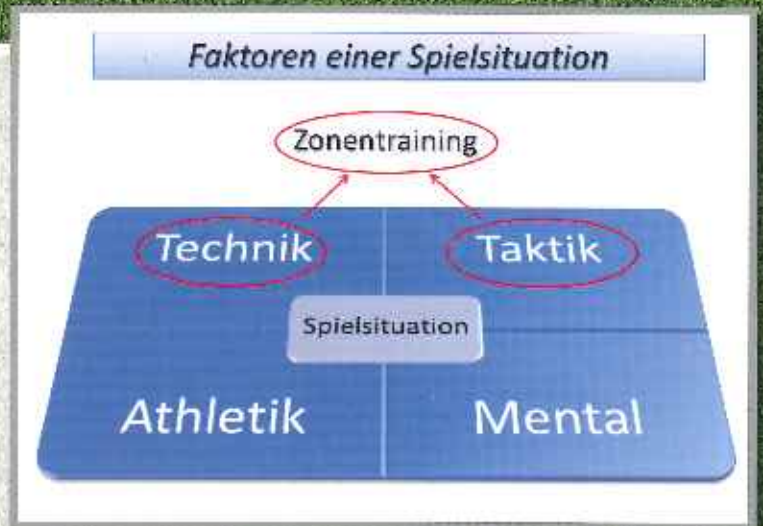 Faktoren einer Spielsituation
Zonentraining
Technik Taktik
Spielsituation
Athletik Mental